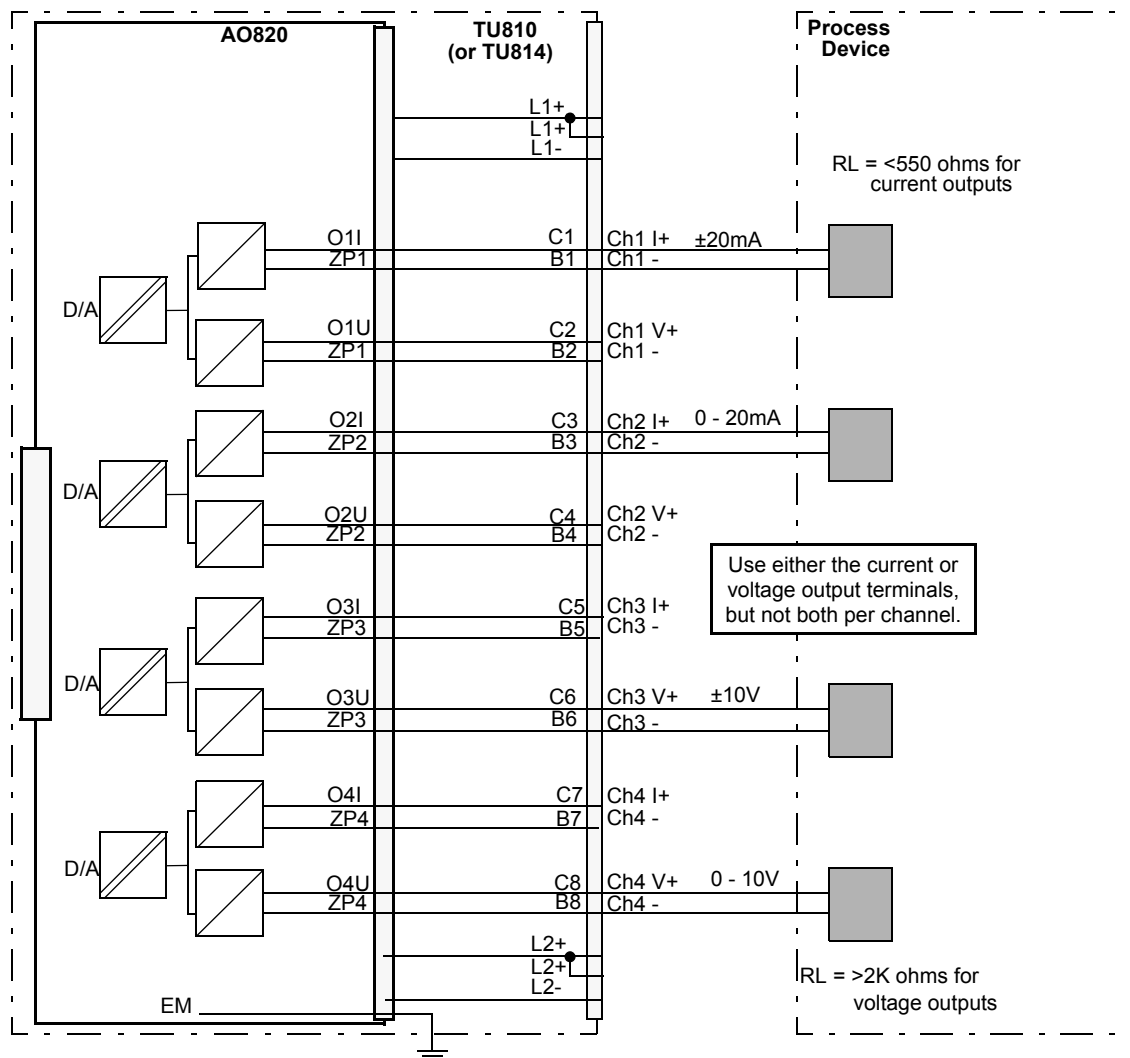 AO820
TU810
(or TU814)
Process
Device
L1+
L1+
L1-
RL = <550 ohms for
current outputs
O1I C1 Ch1 I+ ±20mA
ZP1 B1 Ch1 -
D/A
O1U C2 Ch1 V+
ZP1 B2 Ch1 -
O2I C3 Ch2 I+ 0 - 20mA
ZP2 B3 Ch2 -
D/A
O2U C4 Ch2 V+
ZP2 B4 Ch2 -
Use either the current or
voltage output terminals,
but not both per channel.
O3I C5 Ch3 I+
ZP3 B5 Ch3 -
D/A
O3U C6 Ch3 V+ ±10V
ZP3 B6 Ch3 -
O4I C7 Ch4 I+
ZP4 B7 Ch4 -
D/A
O4U C8 Ch4 V+ 0 - 10V
ZP4 B8 Ch4 -
L2+
L2+
L2-
RL = >2K ohms for
voltage outputs
EM